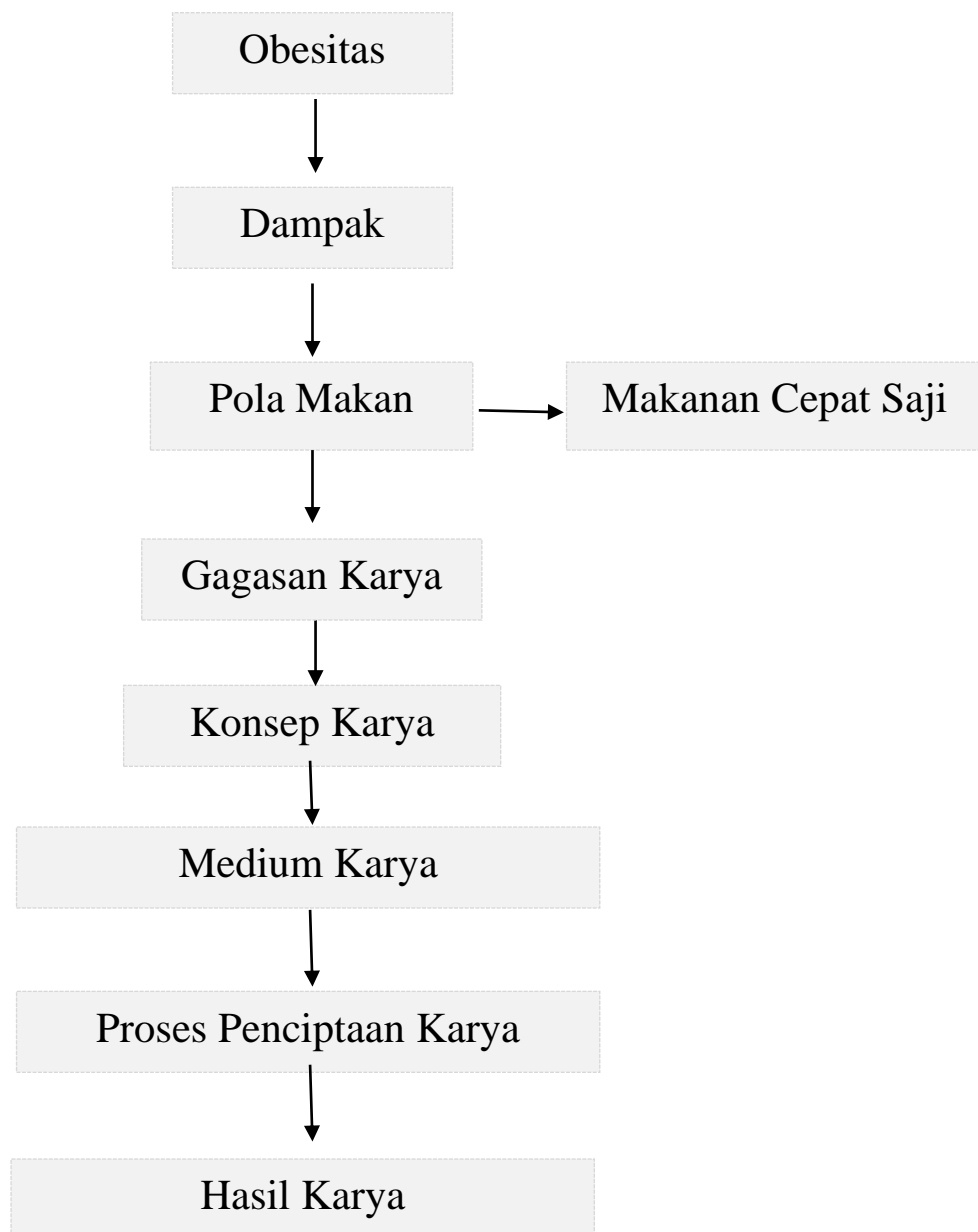 Obesitas
Dampak
Pola Makan
Makanan Cepat Saji
Gagasan Karya
Konsep Karya
Medium Karya
Proses Penciptaan Karya
Hasil Karya